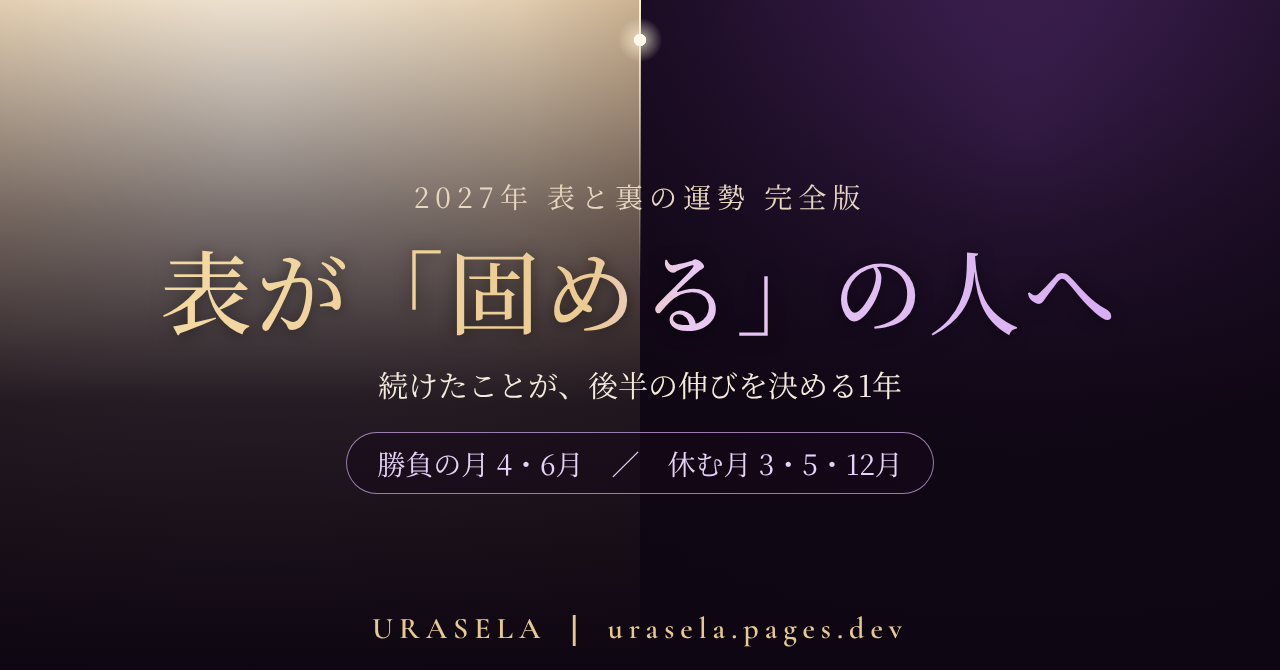 2027年 表と裏の運勢 完全版
表が「固める」の人へ
続けたことが、後半の伸びを決める1年
勝負の月 4・6月 ／ 休む月 3・5・12月
URASELA | urasela.pages.dev